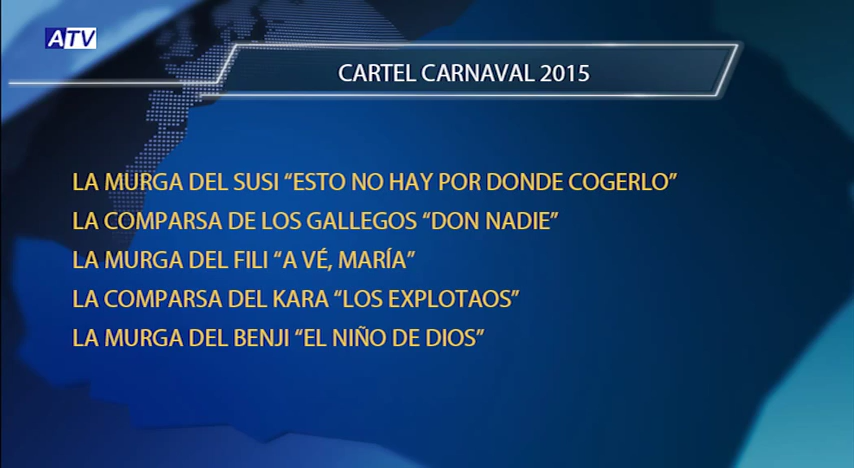 ATV
CARTEL CARNAVAL 2015
LA MURGA DEL SUSI “ESTO NO HAY POR DONDE COGERLO”
LA COMPARSA DE LOS GALLEGOS “DON NADIE”
LA MURGA DEL FILI “A VÉ, MARÍA”
LA COMPARSA DEL KARA “LOS EXPLOTAOS”
LA MURGA DEL BENJI “EL NIÑO DE DIOS”